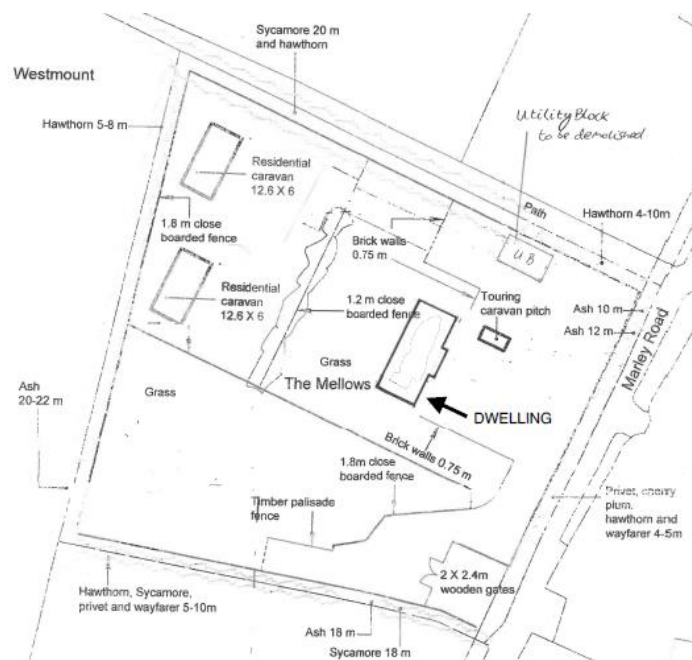 Sycamore 20 m
and hawthorn
Westmount
Utility Block
to be demolished
Hawthorn 5-8 m
Residential
caravan
12.6 X 6
Path
Hawthorn 4-10m
1.8 m close
boarded fence
Brick walls
0.75 m
UB
Residential
caravan
12.6 X 6
1.2 m close
boarded fence
Touring
caravan pitch
Ash 10 m
Ash 12 m
Marley Road
Grass
The Mellows
Ash
20-22 m
Grass
DWELLING
Brick walls 0.75 m
1.8m close
boarded fence
Timber palisade
fence
Privet, cherry
plum,
hawthorn and
wayfarer 4-5m
2 X 2.4m
wooden gates
Hawthorn, Sycamore,
privet and wayfarer 5-10m
Ash 18 m
Sycamore 18 m